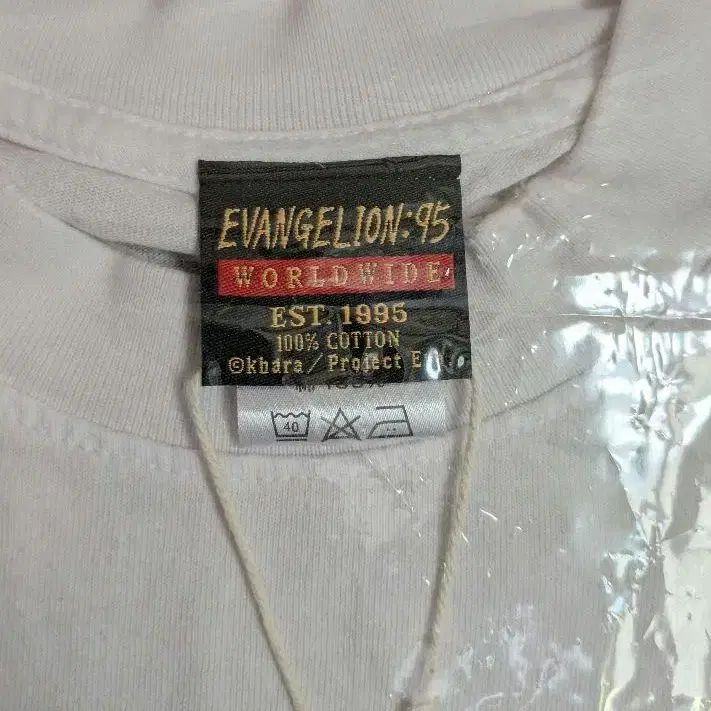 EVANGELION:95
WORLDWIDE
EST. 1995
100% COTTON
©khara/Project E
40